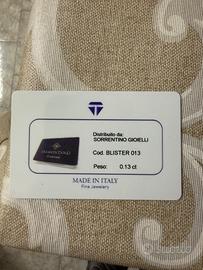 Distribuito da:
SORRENTINO GIOIELLI
Cod. BLISTER 013
Peso: 0.13 ct
MADE IN ITALY
Fine Jewellery